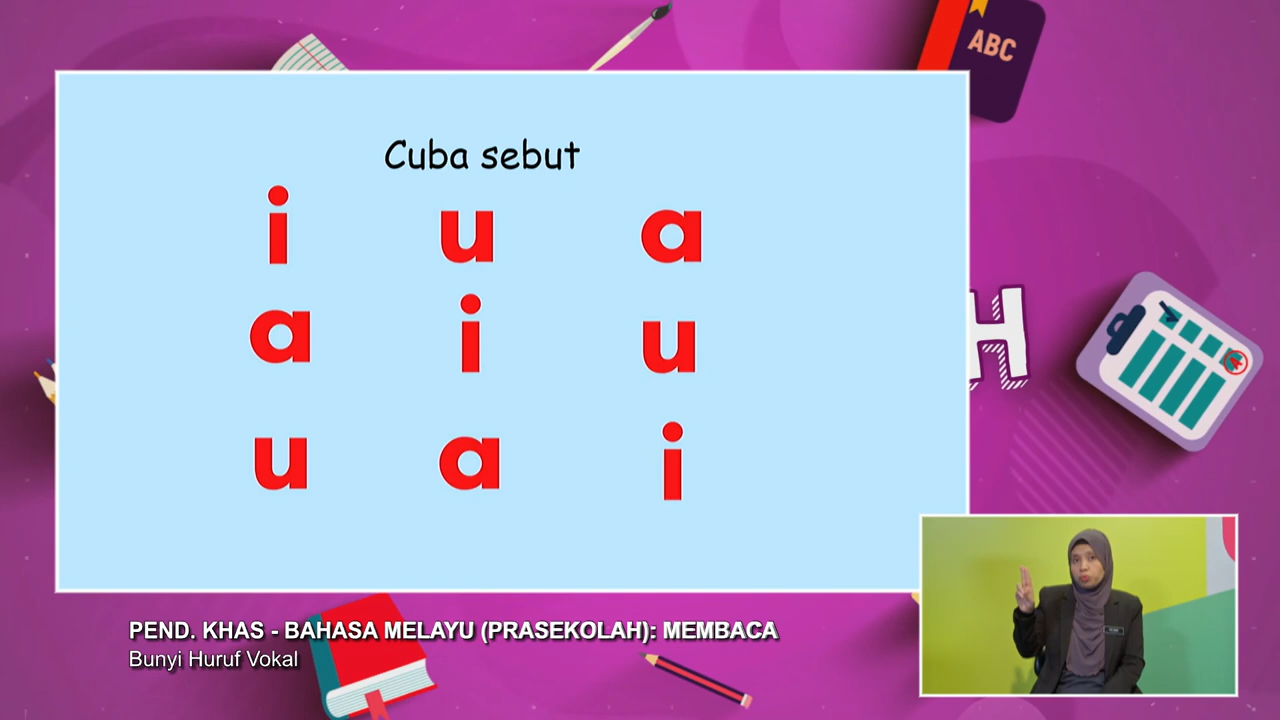 ABC
Cuba sebut
i u a
a i u
u a i
H
PEND. KHAS - BAHASA MELAYU (PRASEKOLAH): MEMBACA
Bunyi Huruf Vokal